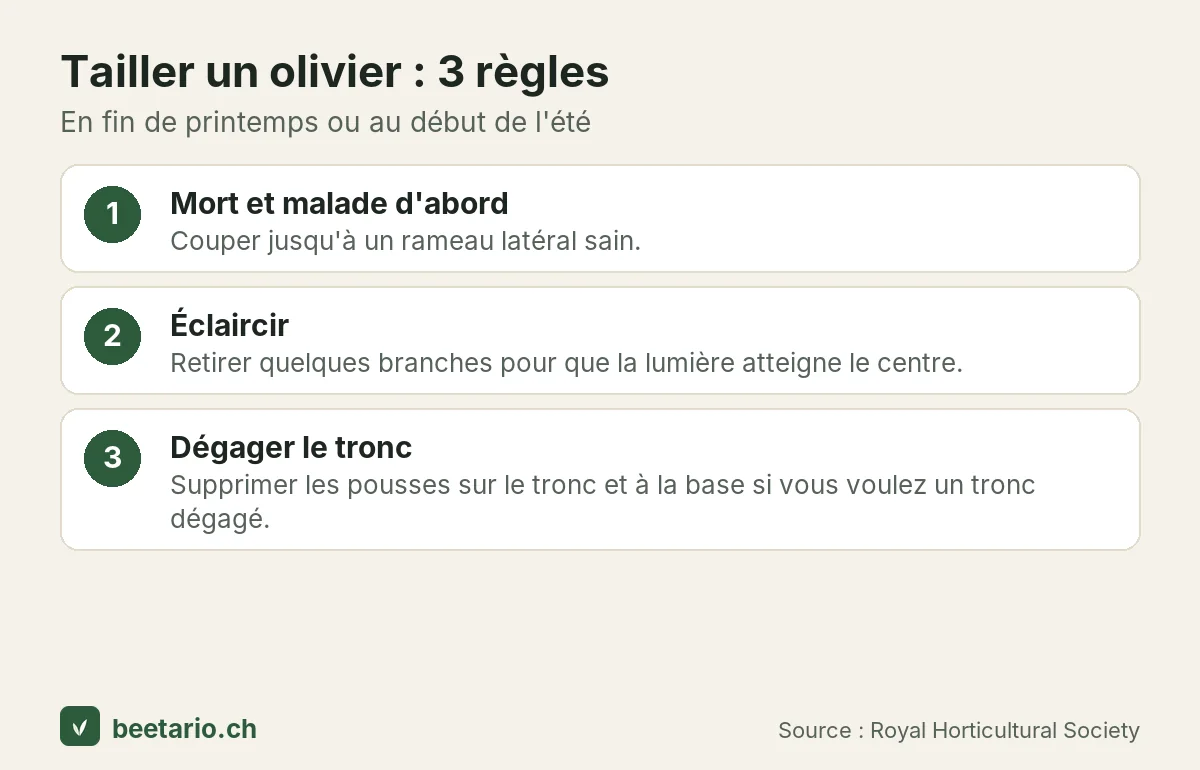 Tailler un olivier : 3 règles
En fin de printemps ou au début de l'été
1
Mort et malade d'abord
Couper jusqu'à un rameau latéral sain.
2
Éclaircir
Retirer quelques branches pour que la lumière atteigne le centre.
3
Dégager le tronc
Supprimer les pousses sur le tronc et à la base si vous voulez un tronc
dégagé.
beetario.ch
Source : Royal Horticultural Society